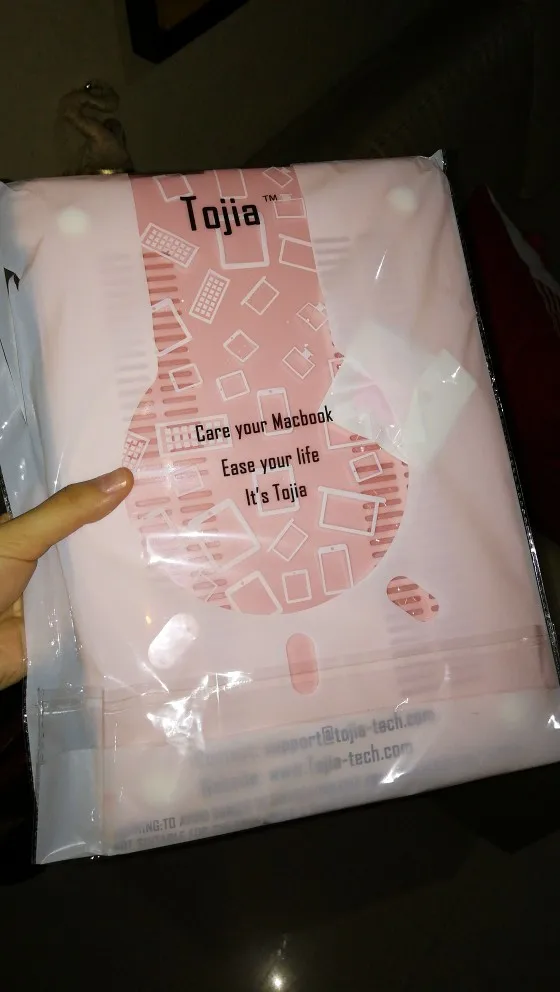 Tojia™
Care your Macbook
Ease your life
It's Tojia
support@tojia-tech.com
www.Tojia-tech.com